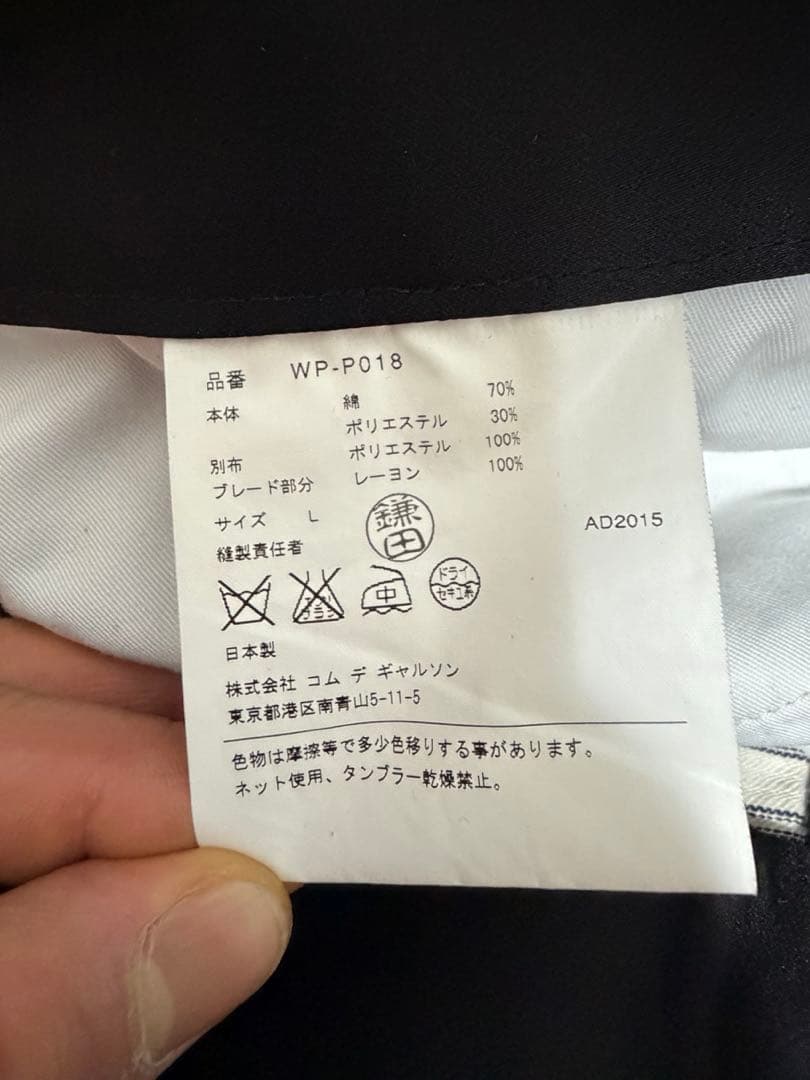 品番 WP-P018
本体 綿 70%
ポリエステル 30%
別布 ポリエステル 100%
ブレード部分 レーヨン 100%
サイズ L
縫製責任者 鎌田
AD2015
中
ドライ
セキユ系
日本製
株式会社 コム デ ギャルソン
東京都港区南青山5-11-5
色物は摩擦等で多少色移りする事があります。
ネット使用、タンブラー乾燥禁止。